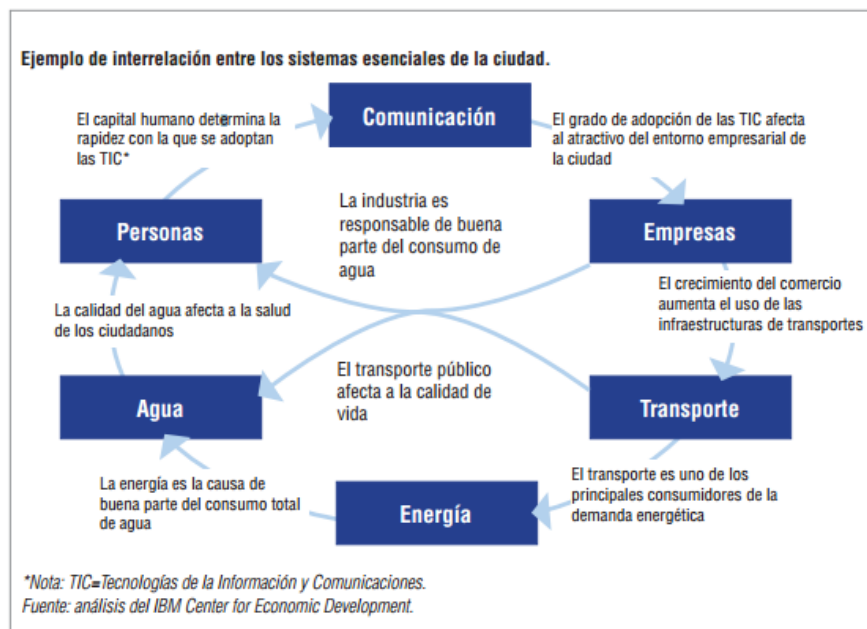 Ejemplo de interrelación entre los sistemas esenciales de la ciudad.
Comunicación
El capital humano determina la
rapidez con la que se adoptan
las TIC*
El grado de adopción de las TIC afecta
al atractivo del entorno empresarial de
la ciudad
La industria es
responsable de buena
parte del consumo de
agua
Personas
Empresas
La calidad del agua afecta a la salud
de los ciudadanos
El crecimiento del comercio
aumenta el uso de las
infraestructuras de transportes
El transporte público
afecta a la calidad de
vida
Agua
Transporte
La energía es la causa de
buena parte del consumo total
de agua
Energía
El transporte es uno de los
principales consumidores de la
demanda energética
*Nota: TIC=Tecnologías de la Información y Comunicaciones.
Fuente: análisis del IBM Center for Economic Development.